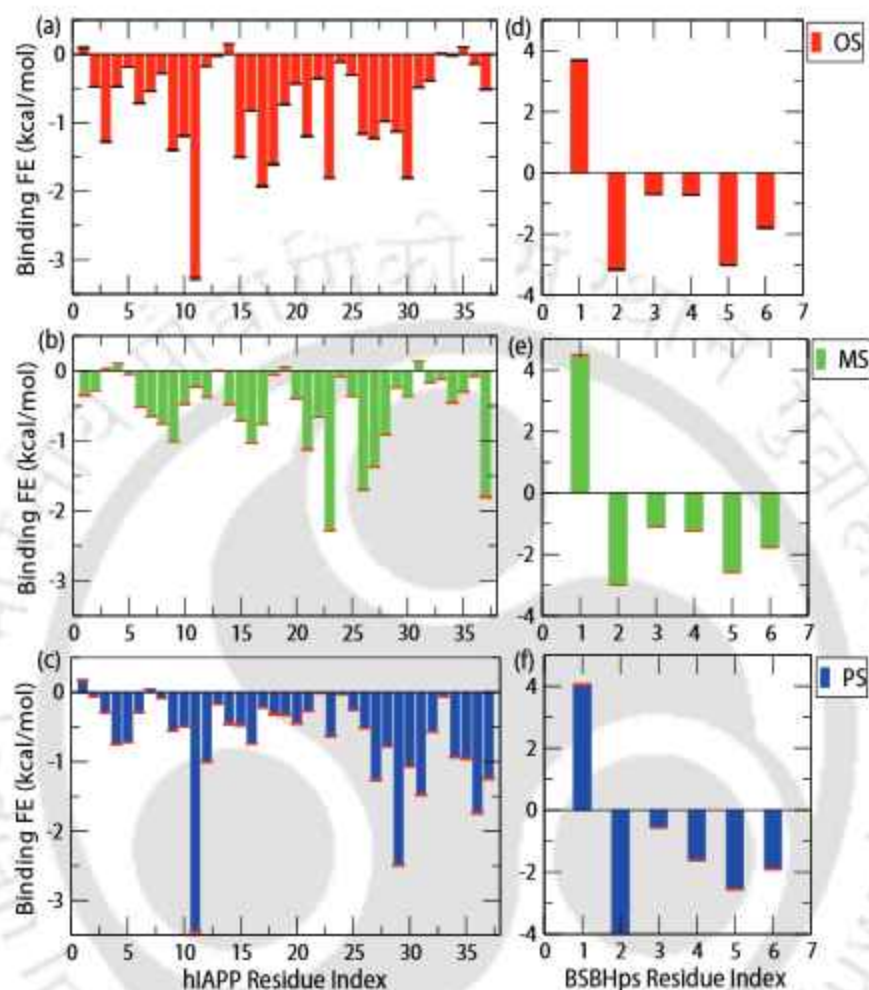 (a)
Binding FE (kcal/mol)
0
-1
-2
-3
0 5 10 15 20 25 30 35
(d)
4
2
0
-2
-4
0 1 2 3 4 5 6 7
OS
(b)
Binding FE (kcal/mol)
0
-1
-2
-3
0 5 10 15 20 25 30 35
(e)
4
2
0
-2
-4
0 1 2 3 4 5 6 7
MS
(c)
Binding FE (kcal/mol)
0
-1
-2
-3
0 5 10 15 20 25 30 35
hIAPP Residue Index
(f)
4
2
0
-2
-4
0 1 2 3 4 5 6 7
BSBHps Residue Index
PS